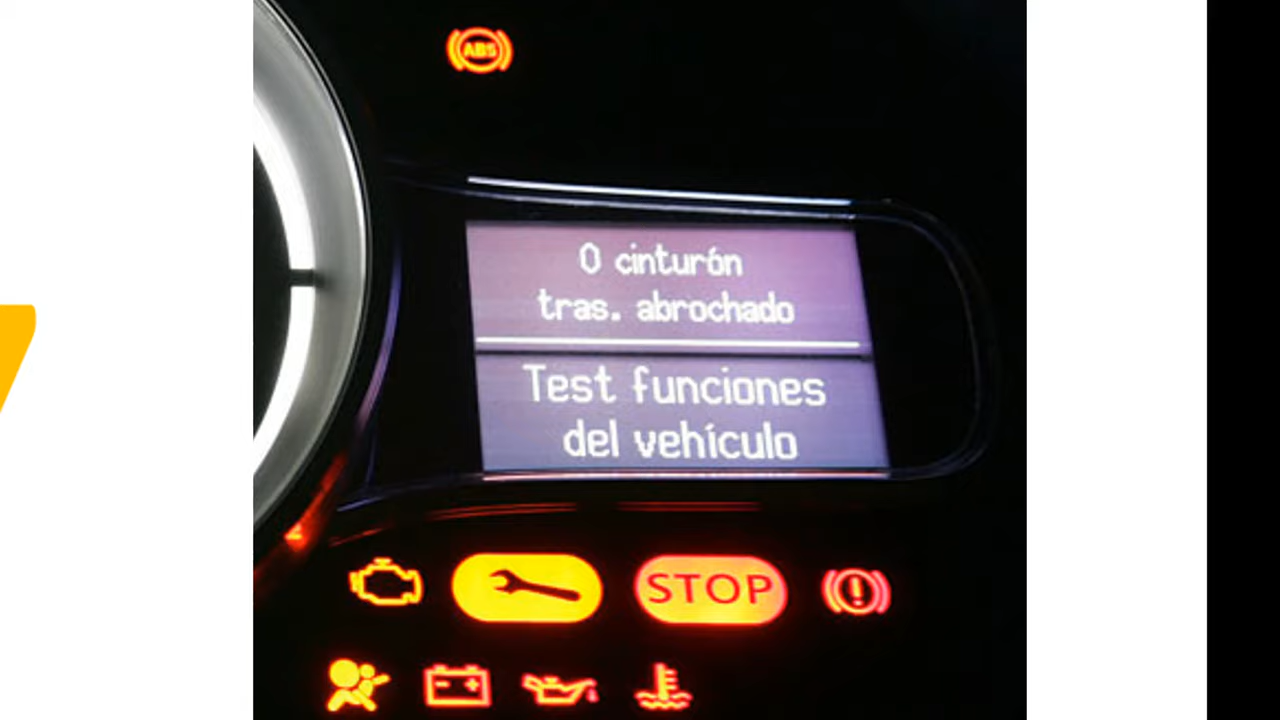 ABS
0 cinturón
tras. abrochado
Test funciones
del vehículo
STOP